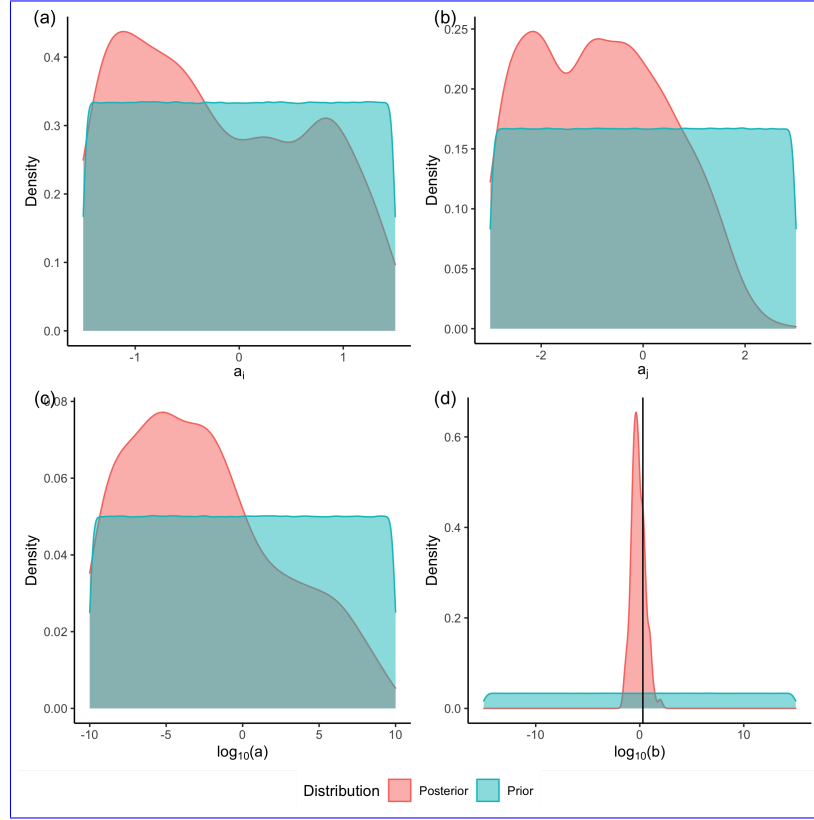 (a)
Density
0.4
0.3
0.2
0.1
0.0
-1
0
1
a_i
(b)
Density
0.25
0.20
0.15
0.10
0.05
0.00
-2
0
2
a_j
(c)
Density
0.08
0.06
0.04
0.02
0.00
-10
-5
0
5
10
log₁₀(a)
(d)
Density
0.6
0.4
0.2
0.0
-10
0
10
log₁₀(b)
Distribution Posterior Prior